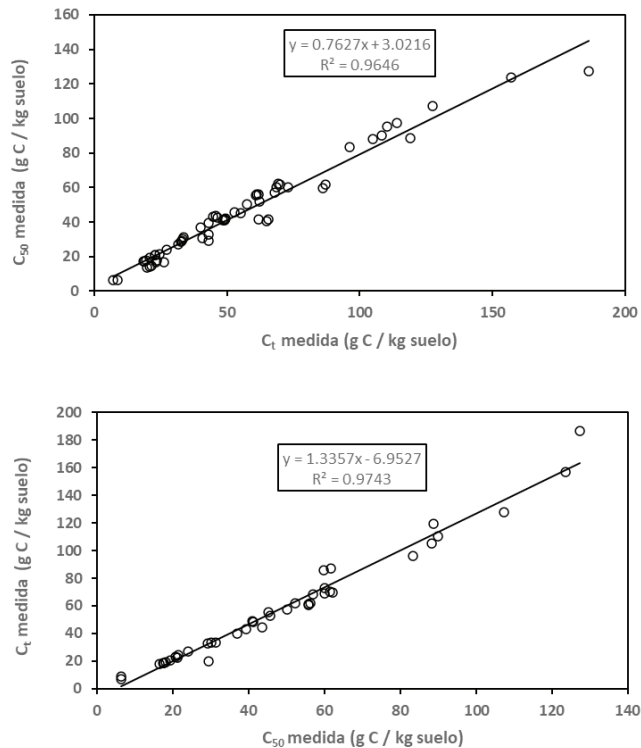 160
140
120
100
80
60
40
20
0
C₅₀ medida (g C / kg suelo)
y = 0.7627x + 3.0216
R² = 0.9646
0 50 100 150 200
Cₜ medida (g C / kg suelo)
200
180
160
140
120
100
80
60
40
20
0
Cₜ medida (g C / kg suelo)
y = 1.3357x - 6.9527
R² = 0.9743
0 20 40 60 80 100 120 140
C₅₀ medida (g C / kg suelo)